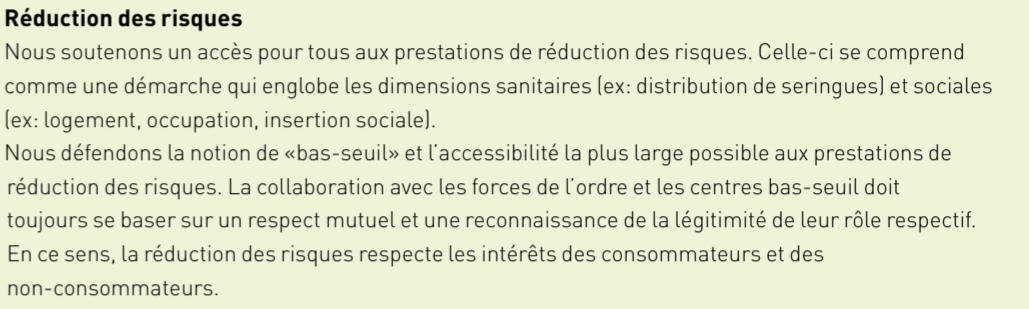 Réduction des risques
Nous soutenons un accès pour tous aux prestations de réduction des risques. Celle-ci se comprend
comme une démarche qui englobe les dimensions sanitaires (ex: distribution de seringues) et sociales
(ex: logement, occupation, insertion sociale).
Nous défendons la notion de «bas-seuil» et l’accessibilité la plus large possible aux prestations de
réduction des risques. La collaboration avec les forces de l’ordre et les centres bas-seuil doit
toujours se baser sur un respect mutuel et une reconnaissance de la légitimité de leur rôle respectif.
En ce sens, la réduction des risques respecte les intérêts des consommateurs et des
non-consommateurs.